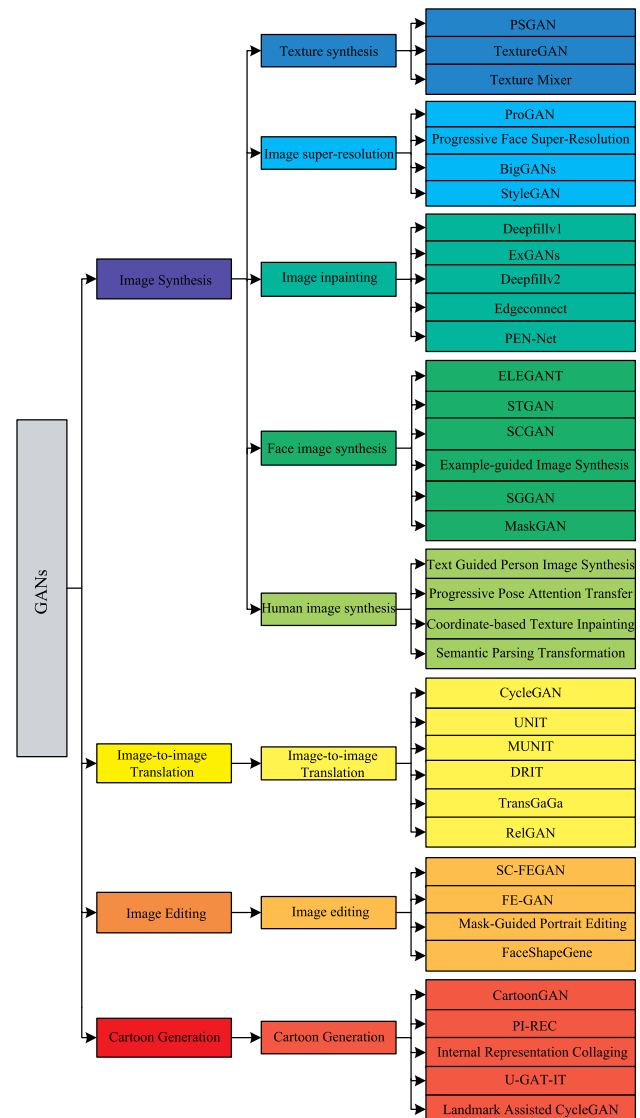 GANs
Image Synthesis
Texture synthesis
PSGAN
TextureGAN
Texture Mixer
Image super-resolution
ProGAN
Progressive Face Super-Resolution
BigGANs
StyleGAN
Image inpainting
Deepfillv1
ExGANs
Deepfillv2
Edgeconnect
PEN-Net
Face image synthesis
ELEGANT
STGAN
SCGAN
Example-guided Image Synthesis
SGGAN
MaskGAN
Human image synthesis
Text Guided Person Image Synthesis
Progressive Pose Attention Transfer
Coordinate-based Texture Inpainting
Semantic Parsing Transformation
Image-to-image
Translation
Image-to-image
Translation
CycleGAN
UNIT
MUNIT
DRIT
TransGaGa
RelGAN
Image Editing
Image editing
SC-FEGAN
FE-GAN
Mask-Guided Portrait Editing
FaceShapeGene
Cartoon Generation
Cartoon Generation
CartoonGAN
PI-REC
Internal Representation Collaging
U-GAT-IT
Landmark Assisted CycleGAN